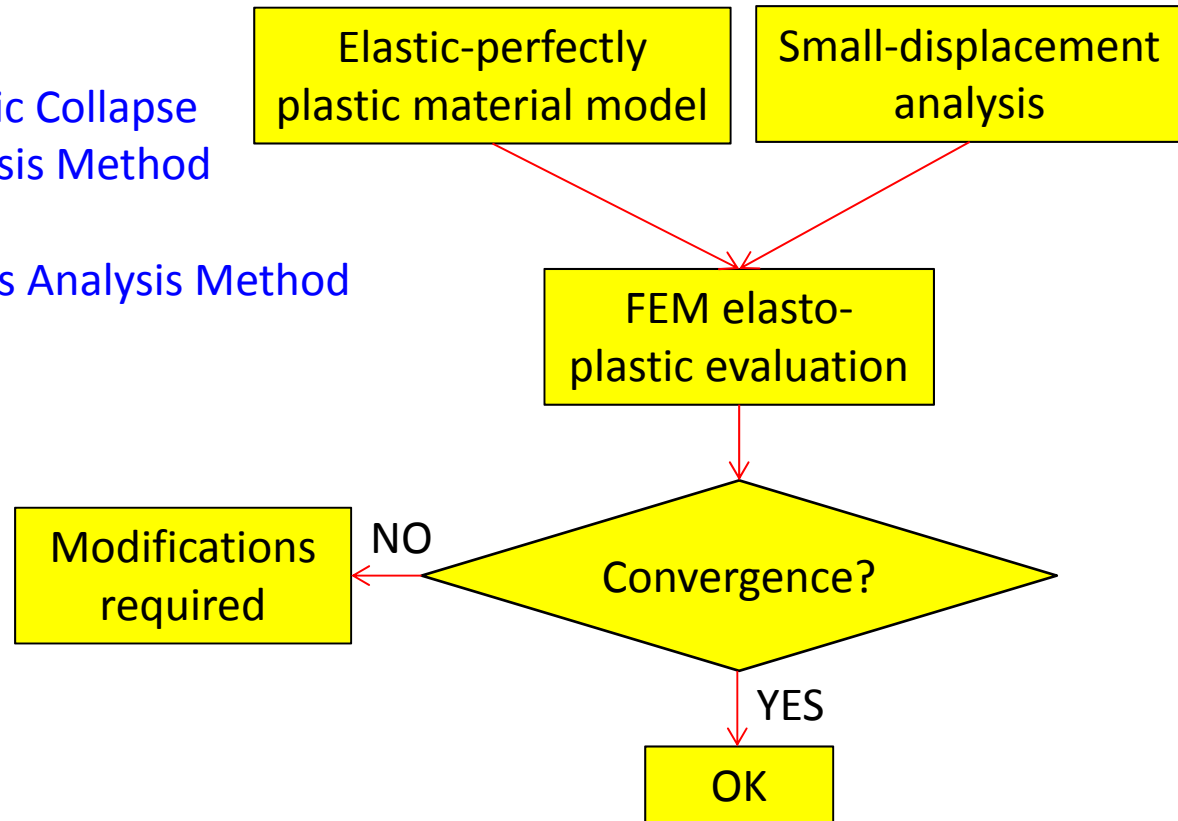 Elastic-perfectly
plastic material model
Small-displacement
analysis
ic Collapse
sis Method
s Analysis Method
FEM elasto-
plastic evaluation
Convergence?
NO
Modifications
required
YES
OK